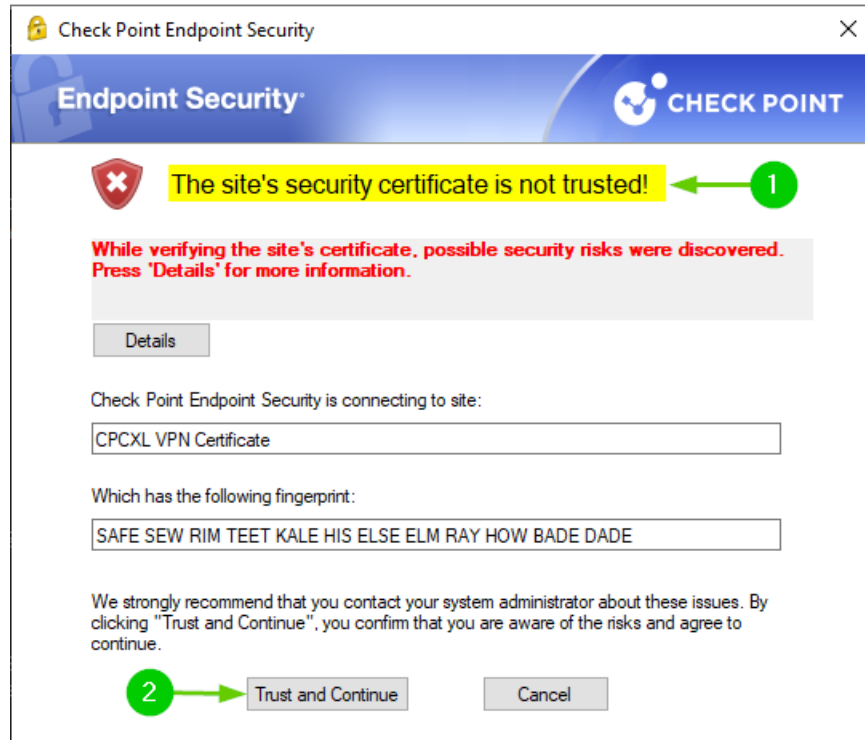 Check Point Endpoint Security
Endpoint Security
CHECK POINT
The site's security certificate is not trusted!
1
While verifying the site's certificate, possible security risks were discovered.
Press 'Details' for more information.
Details
Check Point Endpoint Security is connecting to site:
CPCXL VPN Certificate
Which has the following fingerprint:
SAFE SEW RIM TEET KALE HIS ELSE ELM RAY HOW BADE DADE
We strongly recommend that you contact your system administrator about these issues. By
clicking "Trust and Continue", you confirm that you are aware of the risks and agree to
continue.
2
Trust and Continue
Cancel